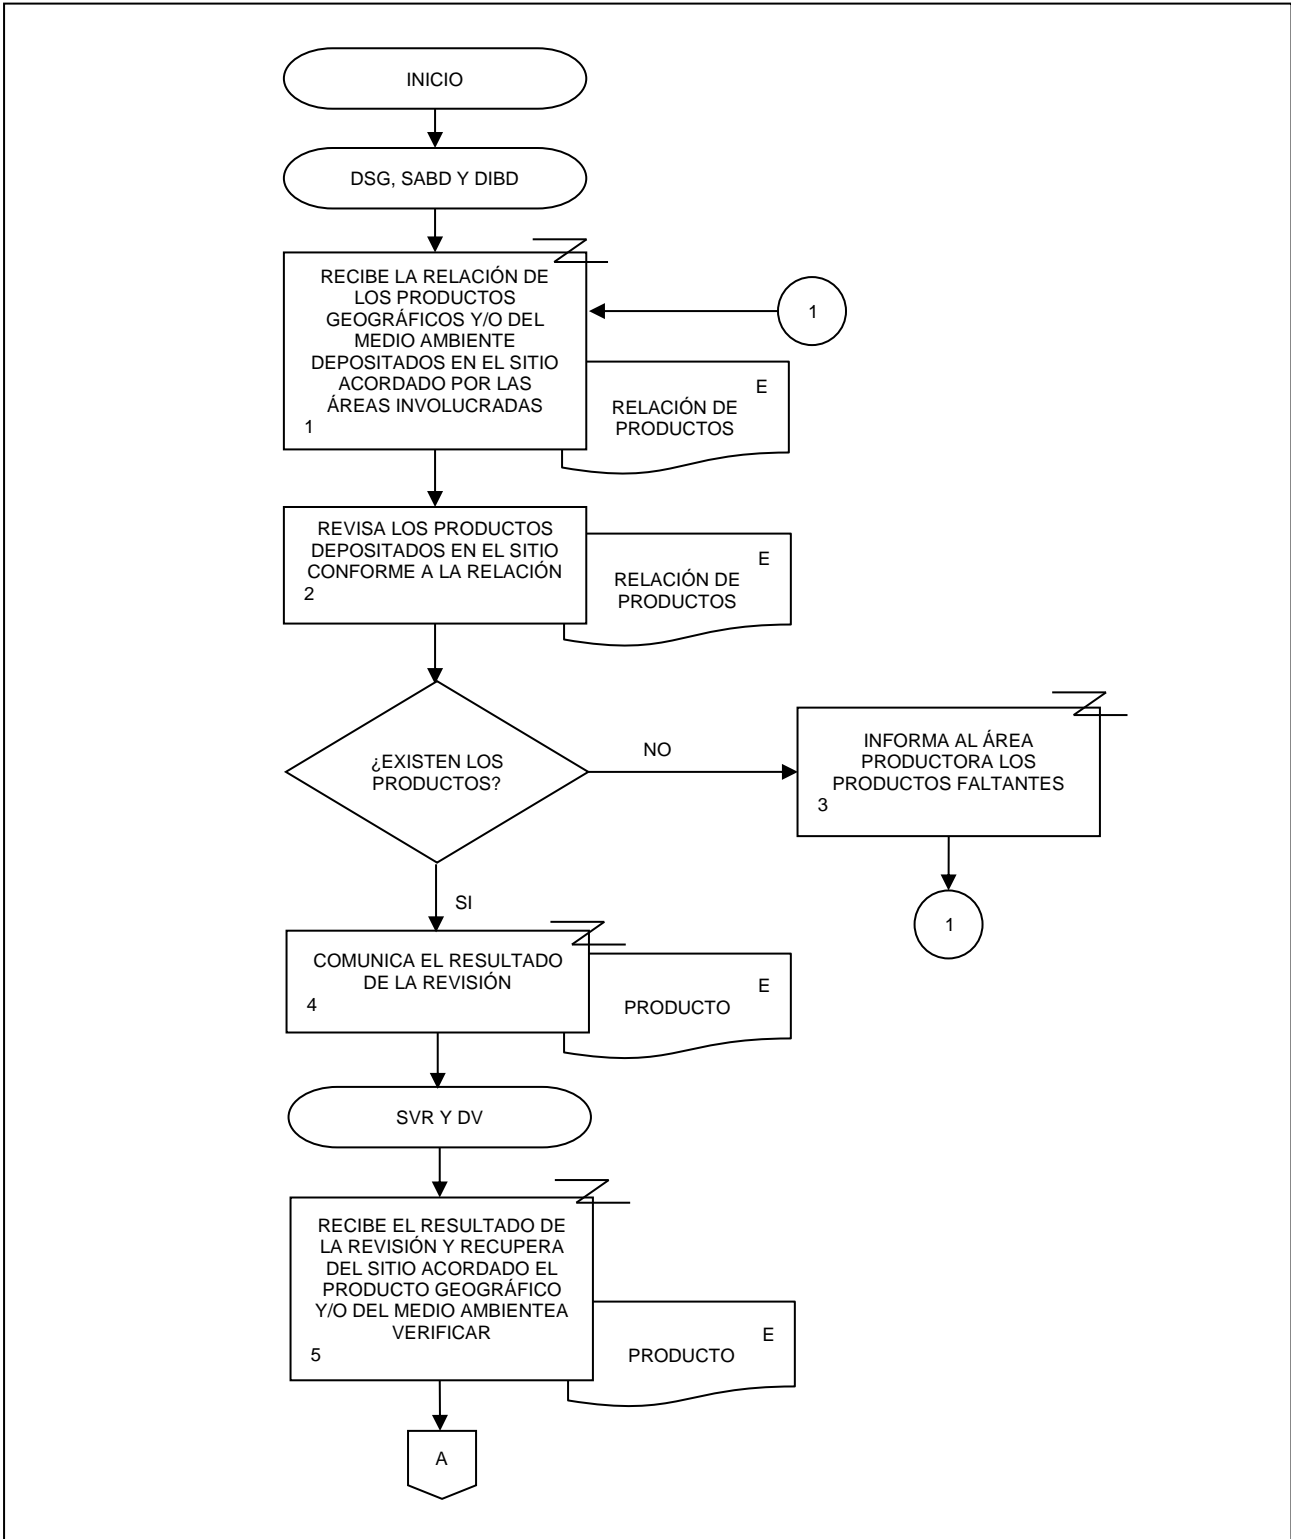 INICIO
DSG, SABD Y DIBD
RECIBE LA RELACIÓN DE
LOS PRODUCTOS
GEOGRÁFICOS Y/O DEL
MEDIO AMBIENTE
DEPOSITADOS EN EL SITIO
ACORDADO POR LAS
ÁREAS INVOLUCRADAS
1
1
E
RELACIÓN DE
PRODUCTOS
REVISA LOS PRODUCTOS
DEPOSITADOS EN EL SITIO
CONFORME A LA RELACIÓN
2
E
RELACIÓN DE
PRODUCTOS
¿EXISTEN LOS
PRODUCTOS?
NO
INFORMA AL ÁREA
PRODUCTORA LOS
PRODUCTOS FALTANTES
3
1
SI
COMUNICA EL RESULTADO
DE LA REVISIÓN
4
E
PRODUCTO
SVR Y DV
RECIBE EL RESULTADO DE
LA REVISIÓN Y RECUPERA
DEL SITIO ACORDADO EL
PRODUCTO GEOGRÁFICO
Y/O DEL MEDIO AMBIENTEA
VERIFICAR
5
E
PRODUCTO
A